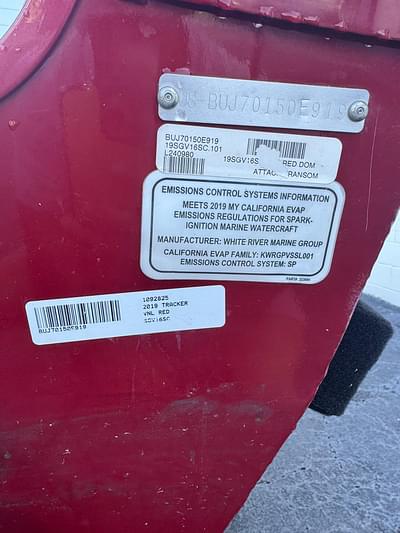 US-BUJ70150E919
BUJ70150E919
19SGV16SC.101
L240980
19SGV16S RED DOM
ATTAC RANSOM
EMISSIONS CONTROL SYSTEMS INFORMATION
MEETS 2019 MY CALIFORNIA EVAP
EMISSIONS REGULATIONS FOR SPARK-
IGNITION MARINE WATERCRAFT
MANUFACTURER: WHITE RIVER MARINE GROUP
CALIFORNIA EVAP FAMILY: KWRGPVSSL001
EMISSIONS CONTROL SYSTEM: SP
1092825
2019 TRACKER
VNL RED
SGV16SC
BUJ70150E919